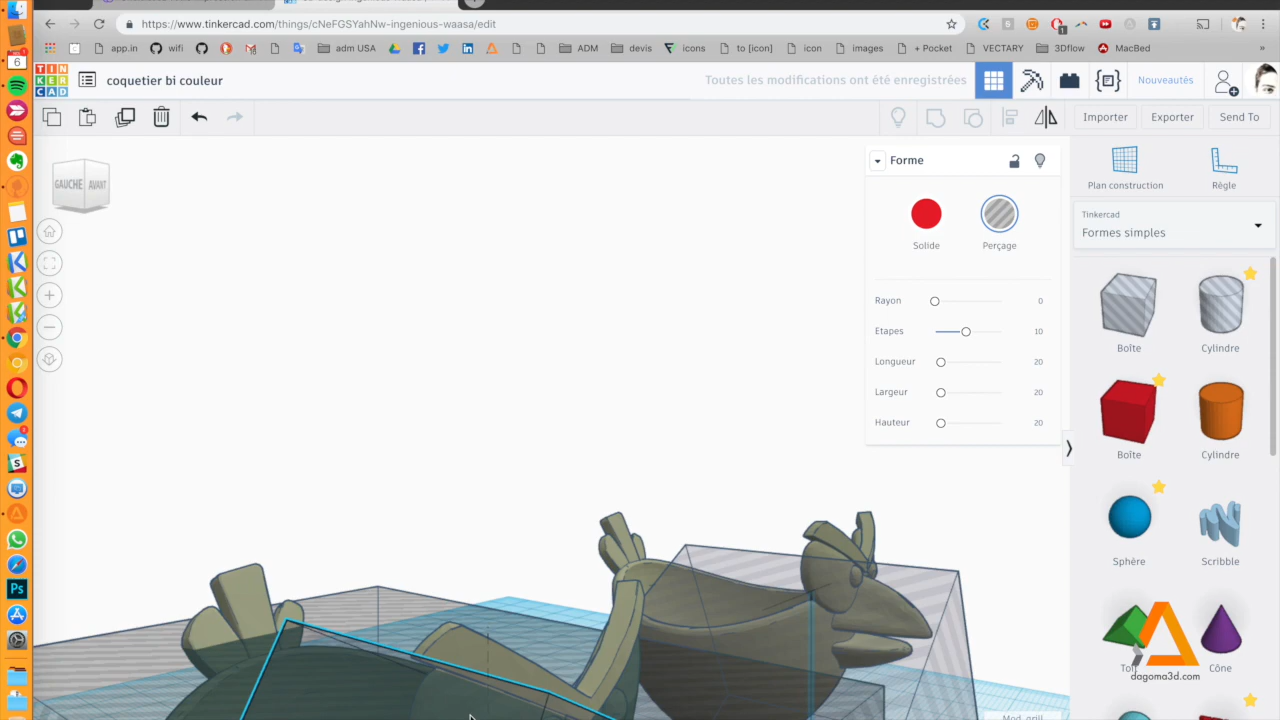 https://www.tinkercad.com/things/cNeFGSYahNw-ingenious-waasa/edit
1
app.in
wifi
adm USA
ADM
devis
icons
to [icon]
icon
images
+ Pocket
VECTARY
3Dflow
MacBed
»
6
TIN
KER
CAD
coquetier bi couleur
Toutes les modifications ont été enregistrées
Nouveautés
Importer
Exporter
Send To
GAUCHE
AVANT
Forme
Solide
Perçage
Rayon
0
Etapes
10
Longueur
20
Largeur
20
Hauteur
20
Plan construction
Règle
Tinkercad
Formes simples
Boîte
Cylindre
Boîte
Cylindre
Sphère
Scribble
Cône
dagoma3d.com
Ps